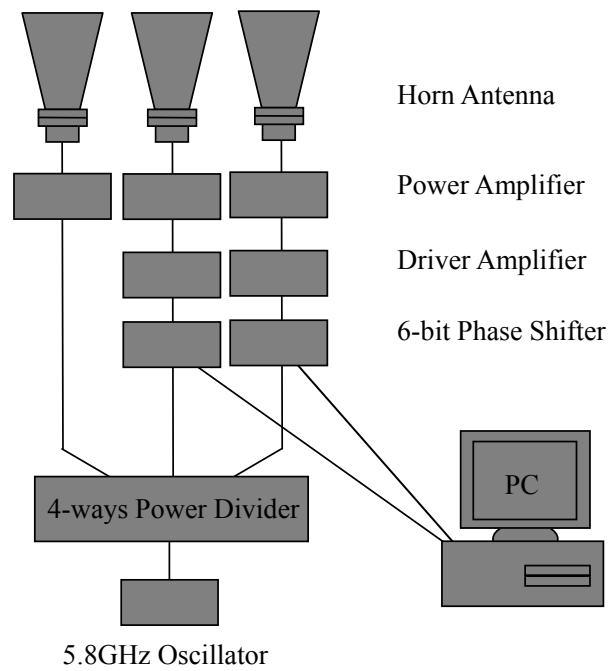 Horn Antenna
Power Amplifier
Driver Amplifier
6-bit Phase Shifter
PC
4-ways Power Divider
5.8GHz Oscillator